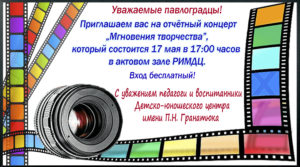 Уважаемые павлоградцы!
Приглашаем вас на отчётный концерт
„Мгновения творчества",
который состоится 17 мая в 17:00 часов
в актовом зале РИМДЦ.
Вход бесплатный!
С уважением педагоги и воспитанники
Детско-юношеского центра
имени П.Н. Гранатюка